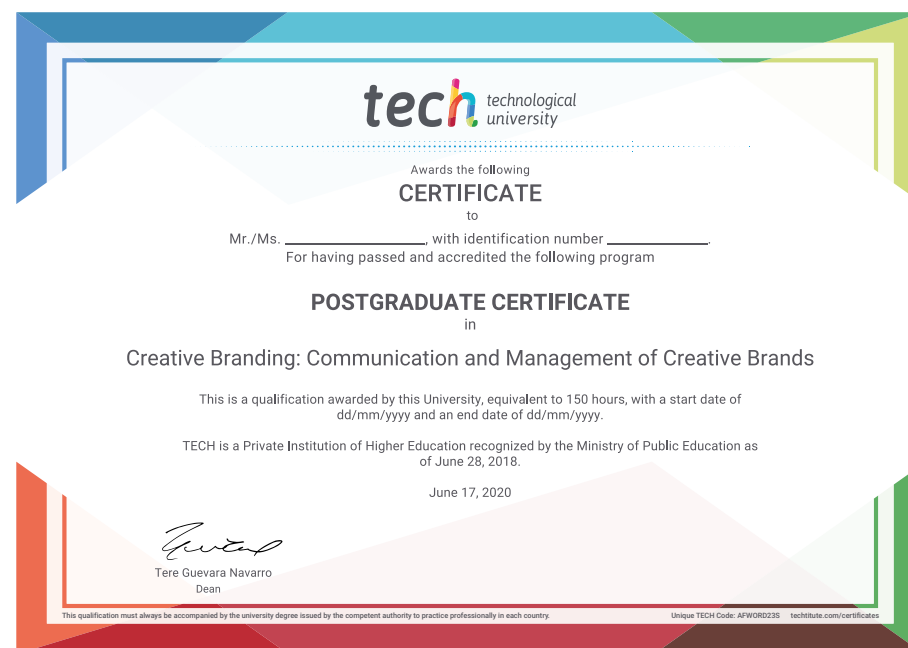 tech technological
university
Awards the following
CERTIFICATE
to
Mr./Ms. ____________________, with identification number ______________.
For having passed and accredited the following program
POSTGRADUATE CERTIFICATE
in
Creative Branding: Communication and Management of Creative Brands
This is a qualification awarded by this University, equivalent to 150 hours, with a start date of
dd/mm/yyyy and an end date of dd/mm/yyyy.
TECH is a Private Institution of Higher Education recognized by the Ministry of Public Education as
of June 28, 2018.
June 17, 2020
Tere Guevara Navarro
Dean
This qualification must always be accompanied by the university degree issued by the competent authority to practice professionally in each country. Unique TECH Code: AFWORD23S techtitute.com/certificates